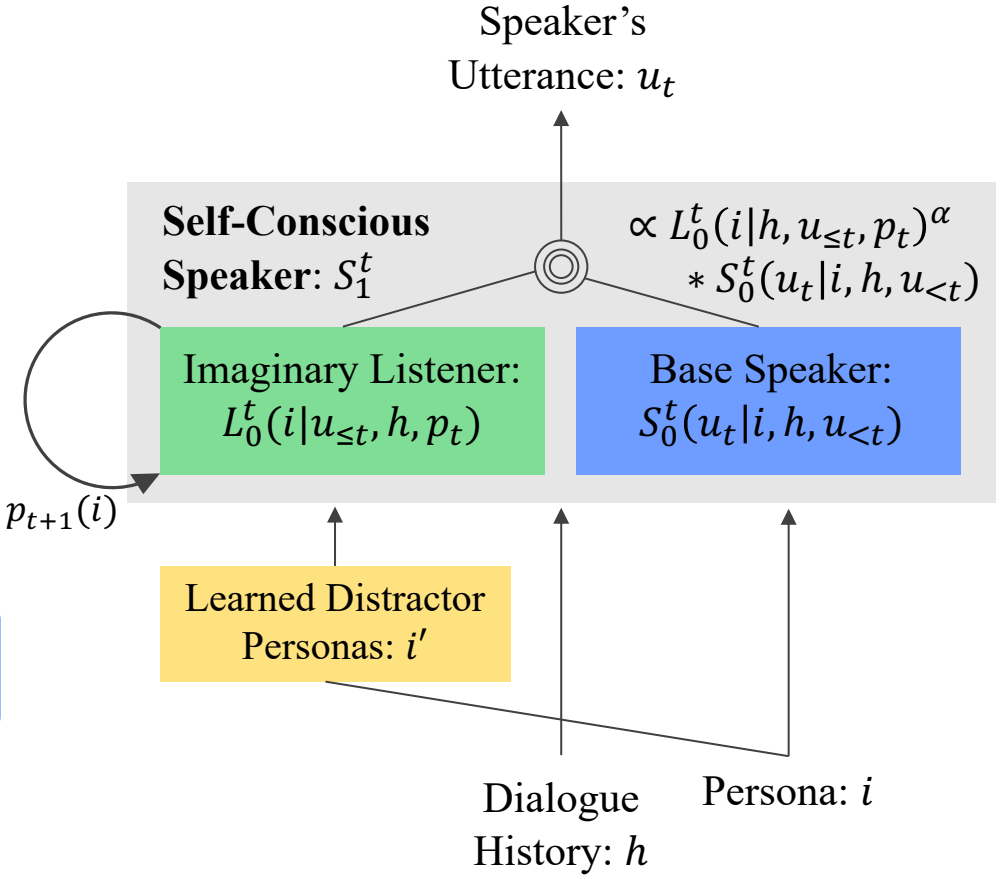 Speaker’s
Utterance: u_t
Self-Conscious
Speaker: S_1^t
∝ L_0^t(i|h, u_{≤t}, p_t)^α
* S_0^t(u_t|i, h, u_{<t})
Imaginary Listener:
L_0^t(i|u_{≤t}, h, p_t)
Base Speaker:
S_0^t(u_t|i, h, u_{<t})
p_{t+1}(i)
Learned Distractor
Personas: i′
Dialogue
History: h
Persona: i